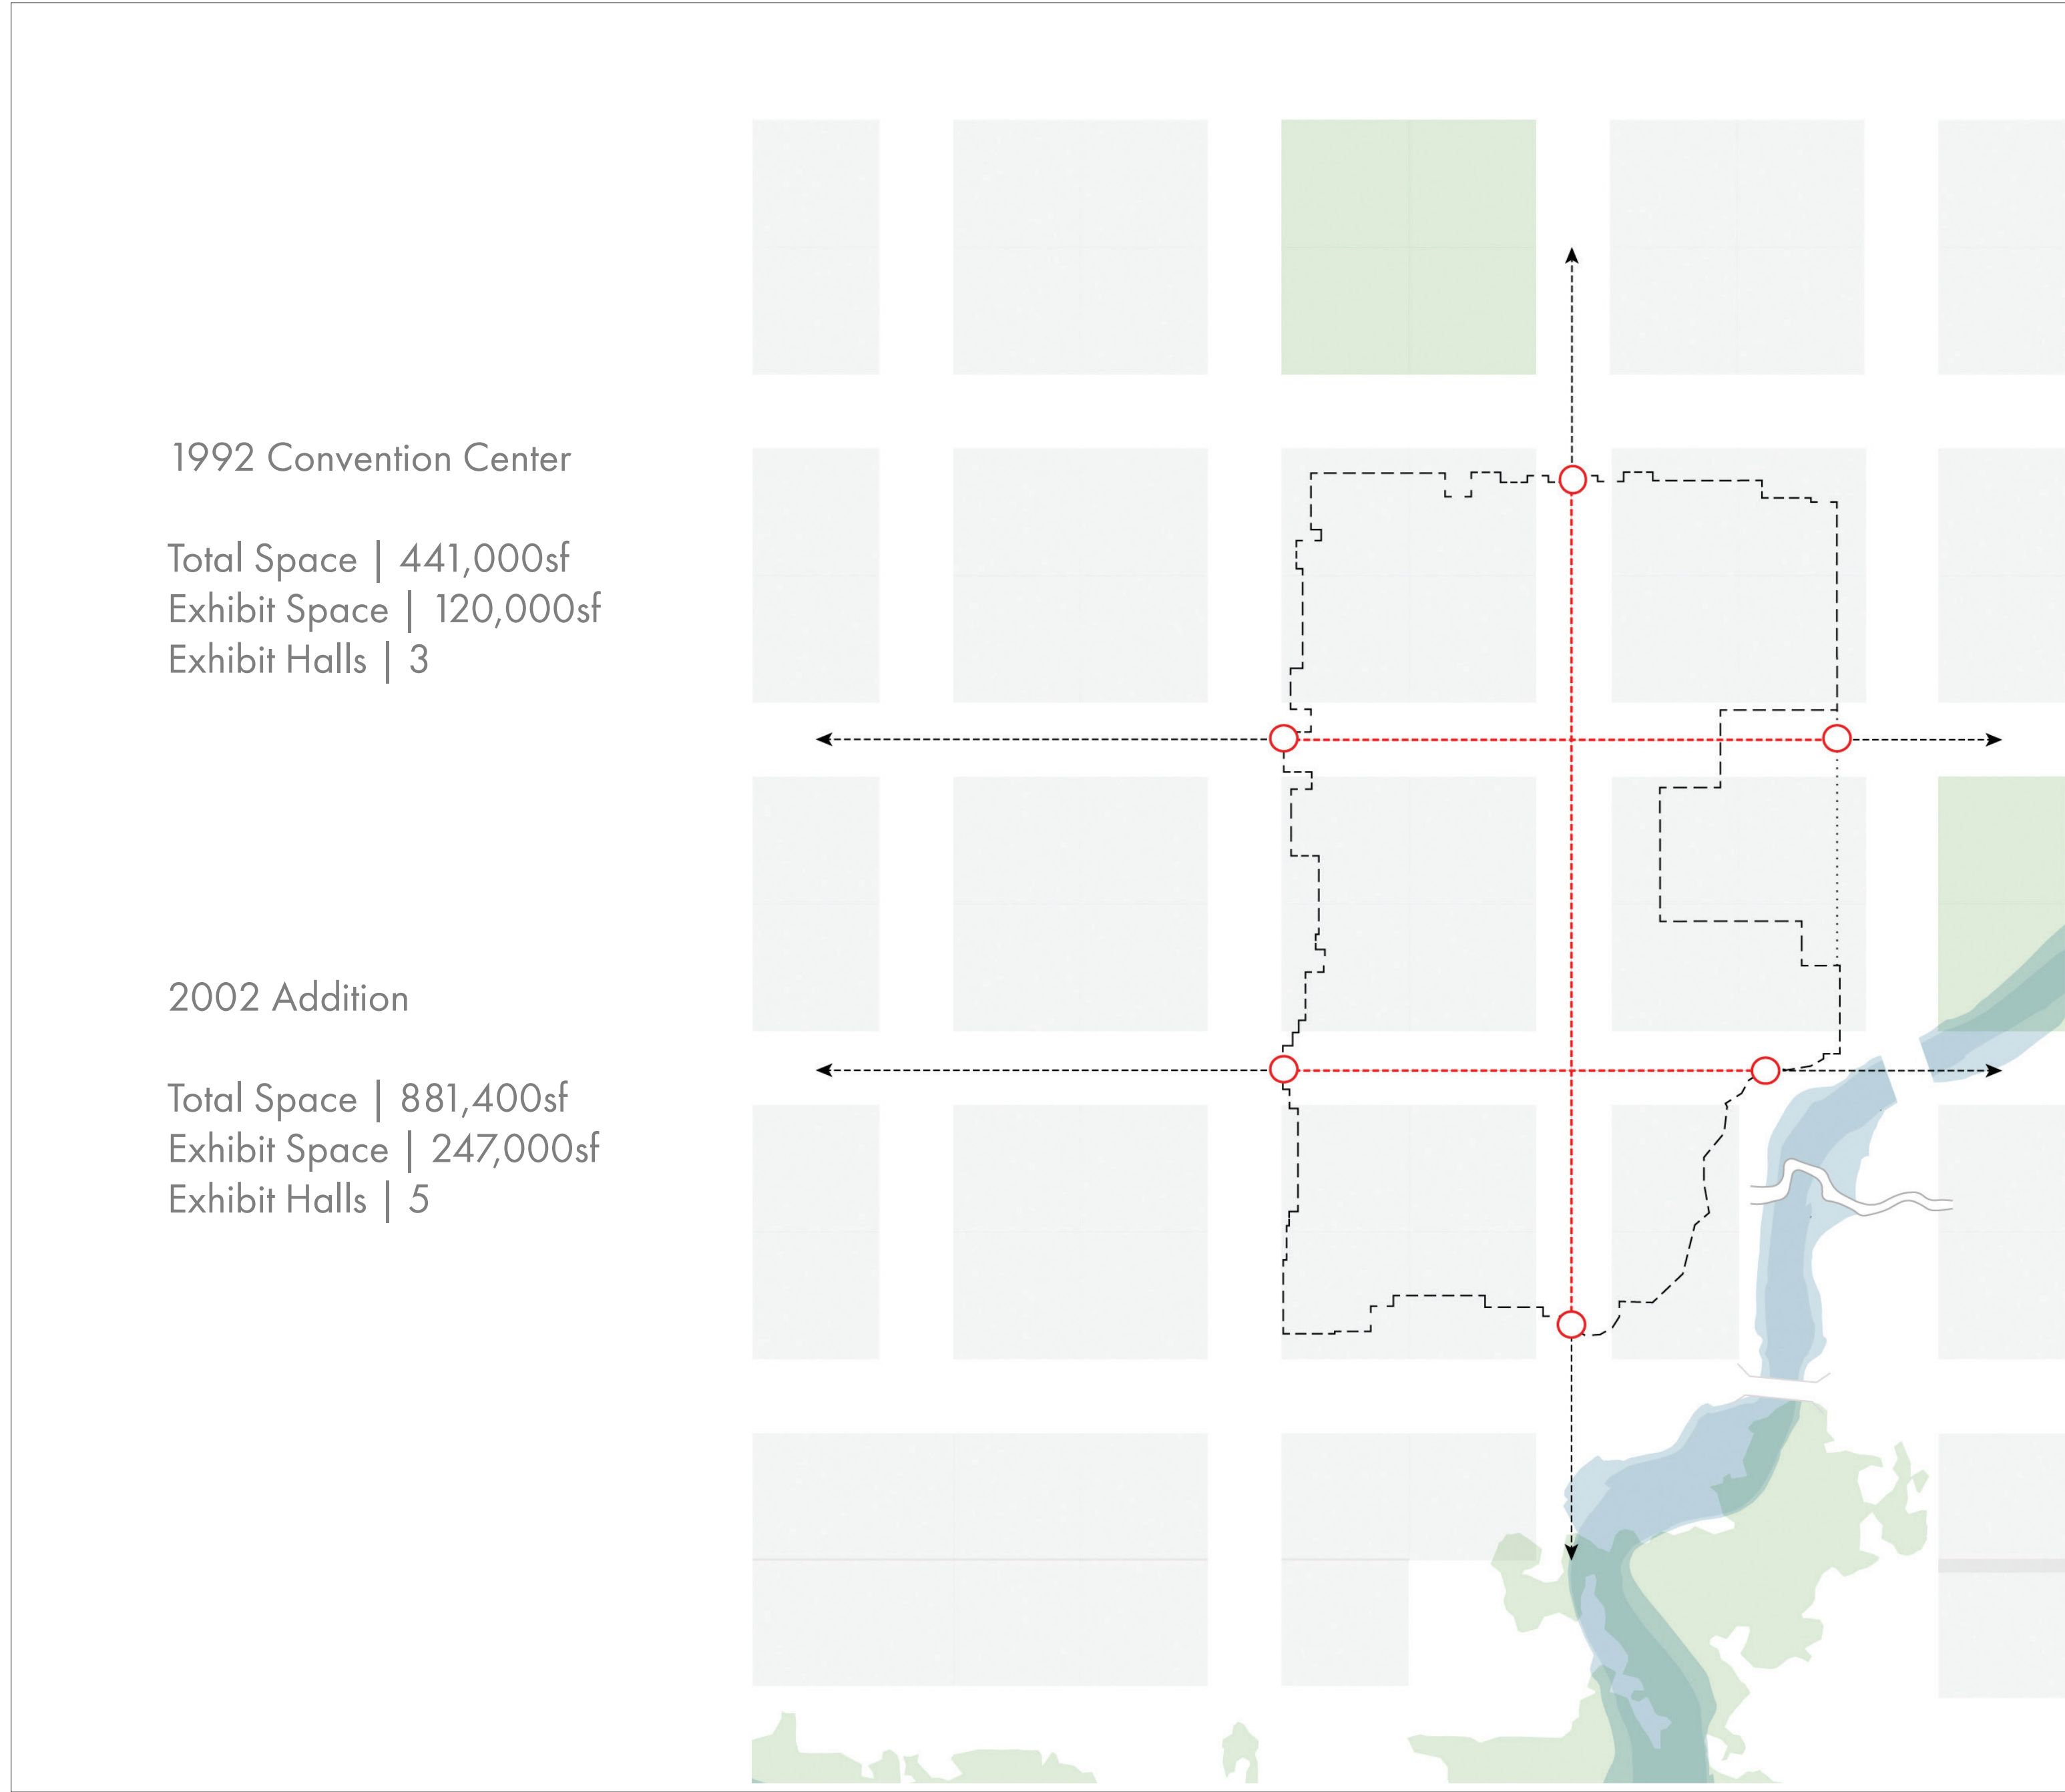 1992 Convention Center
Total Space | 441,000sf
Exhibit Space | 120,000sf
Exhibit Halls | 3
2002 Addition
Total Space | 881,400sf
Exhibit Space | 247,000sf
Exhibit Halls | 5